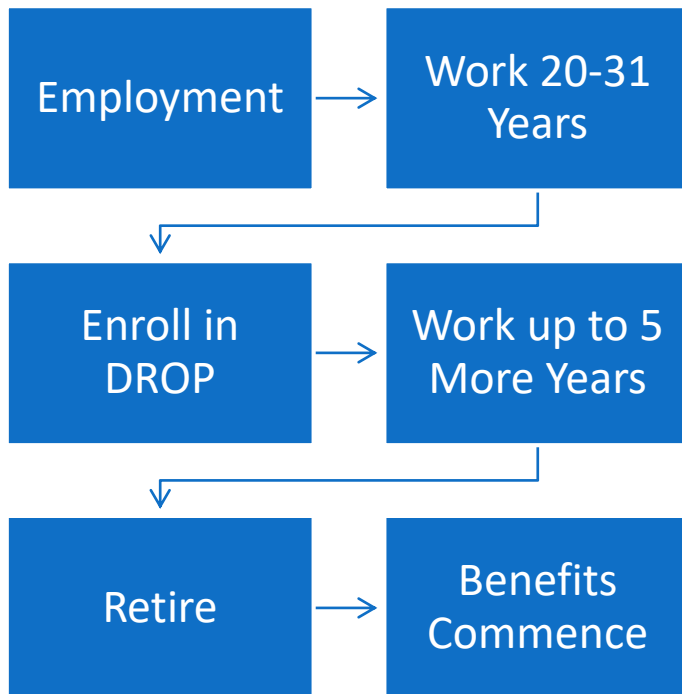 Employment
Work 20-31
Years
Enroll in
DROP
Work up to 5
More Years
Retire
Benefits
Commence